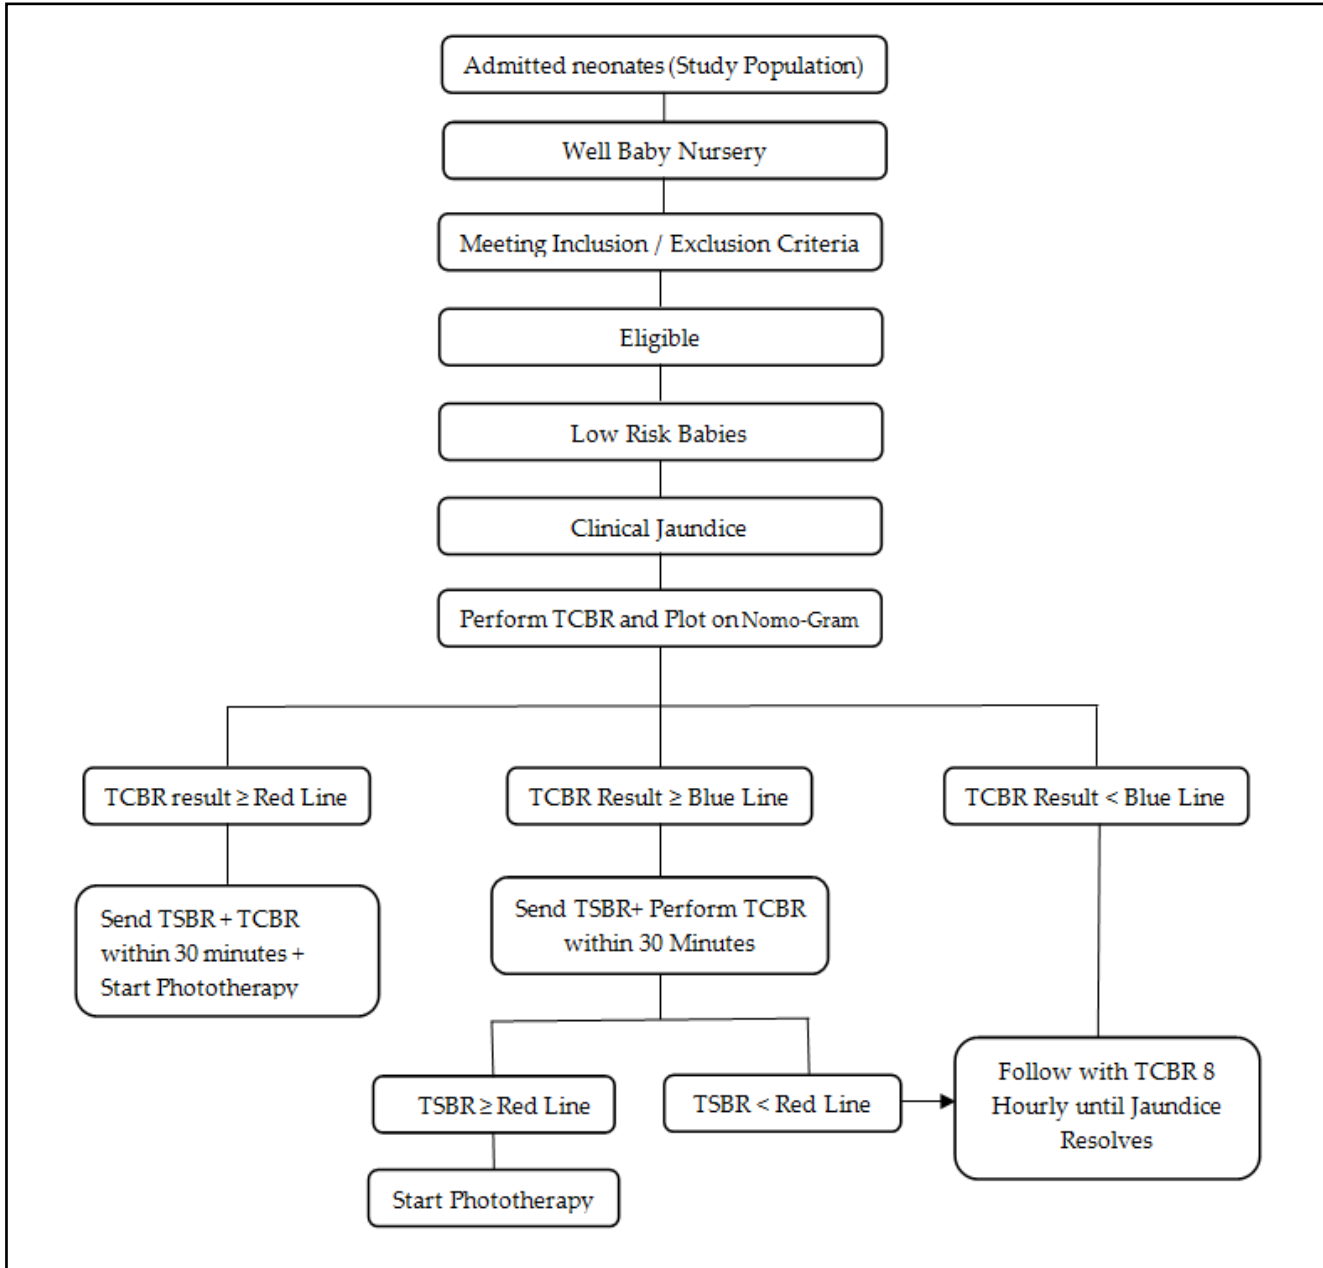 Admitted neonates (Study Population)
Well Baby Nursery
Meeting Inclusion / Exclusion Criteria
Eligible
Low Risk Babies
Clinical Jaundice
Perform TCBR and Plot on Nomo-Gram
TCBR result ≥ Red Line
TCBR Result ≥ Blue Line
TCBR Result < Blue Line
Send TSBR + TCBR
within 30 minutes +
Start Phototherapy
Send TSBR+ Perform TCBR
within 30 Minutes
TSBR ≥ Red Line
TSBR < Red Line
Follow with TCBR 8
Hourly until Jaundice
Resolves
Start Phototherapy